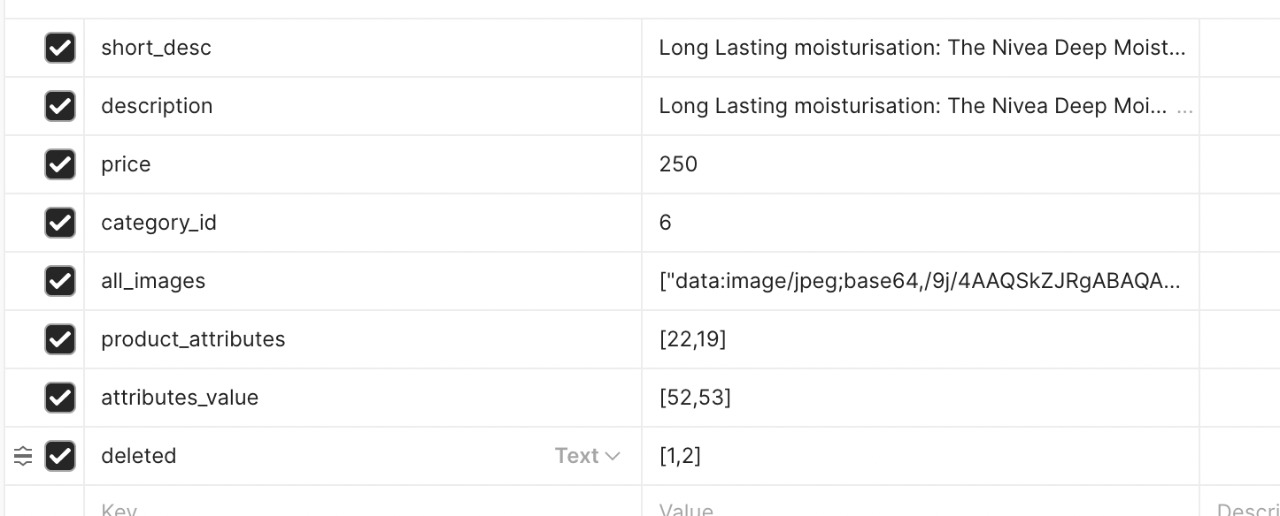 short_desc Long Lasting moisturisation: The Nivea Deep Moist...
description Long Lasting moisturisation: The Nivea Deep Moi... ...
price 250
category_id 6
all_images ["data:image/jpeg;base64,/9j/4AAQSkZJRgABAQA...
product_attributes [22,19]
attributes_value [52,53]
deleted Text [1,2]
Key Value Descri